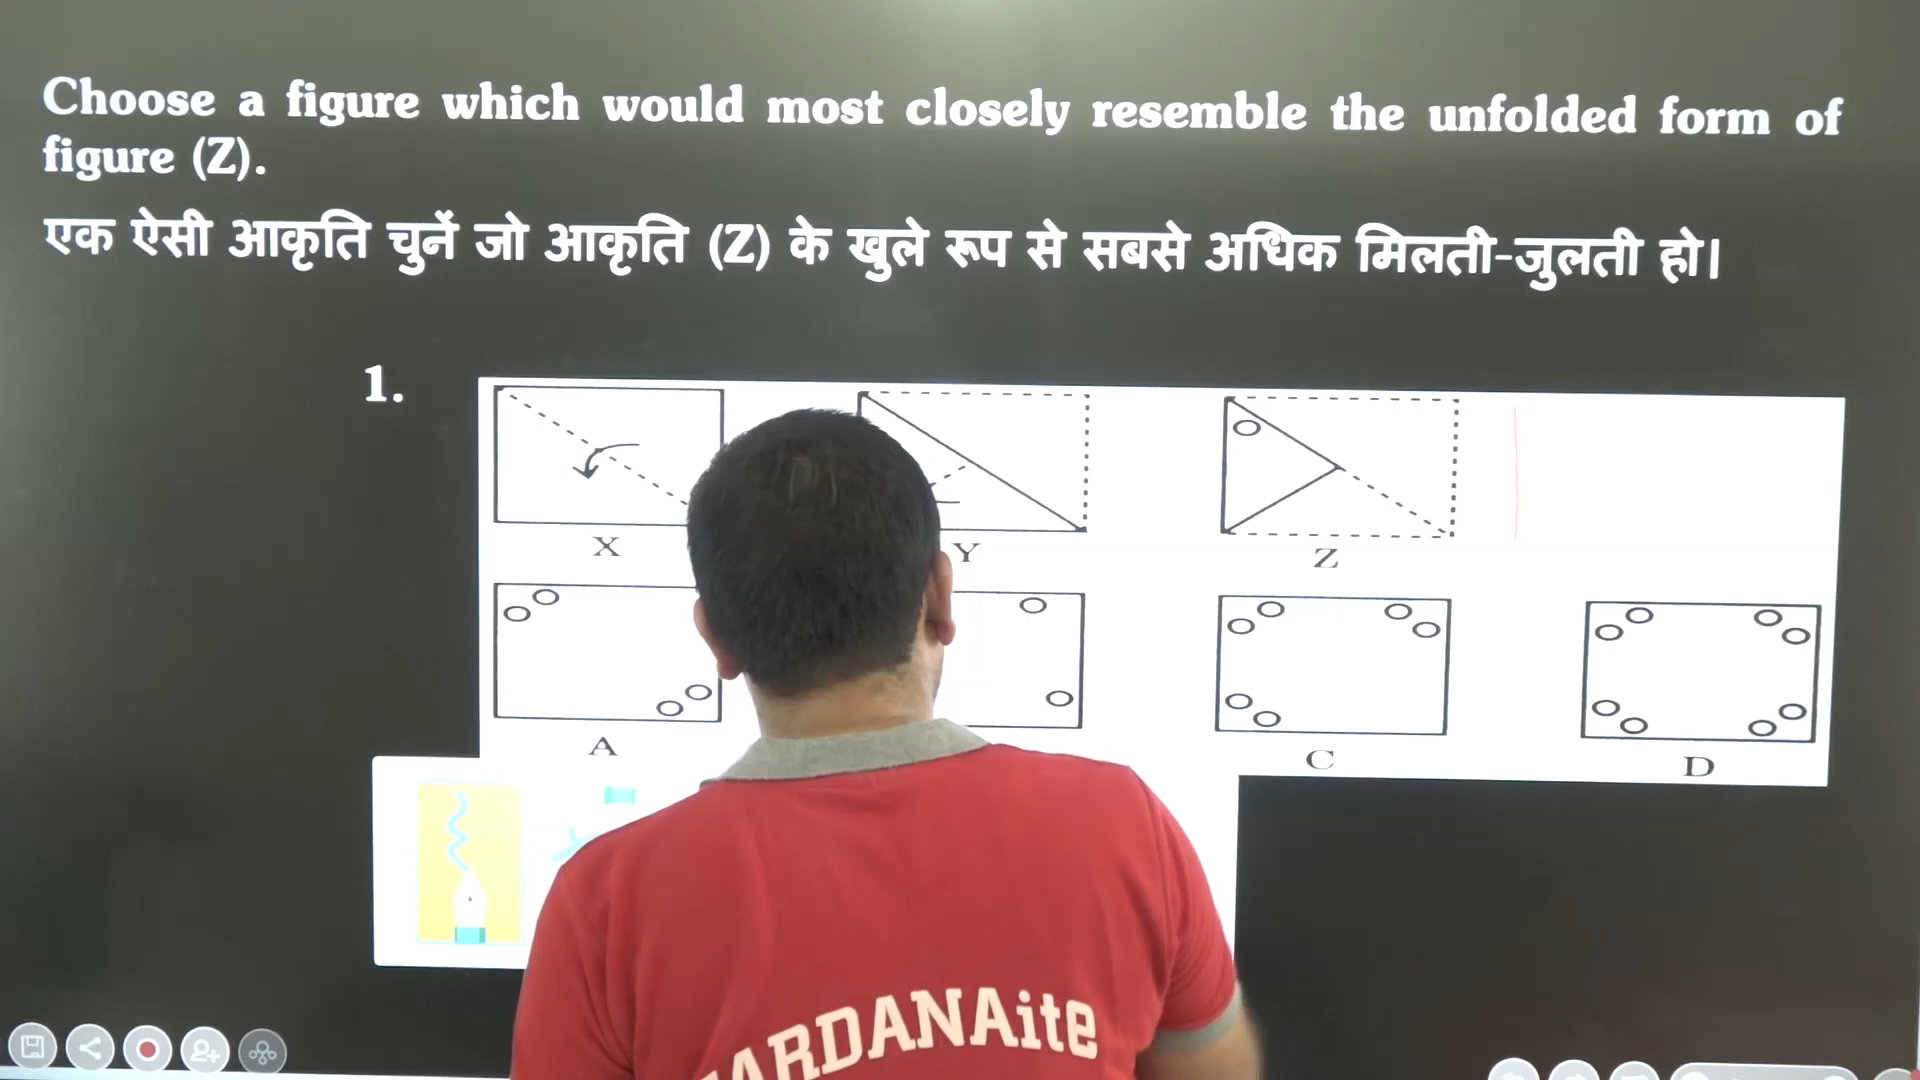 Choose a figure which would most closely resemble the unfolded form of
figure (Z).
एक ऐसी आकृति चुनें जो आकृति (Z) के खुले रूप से सबसे अधिक मिलती-जुलती हो।
1.
X Y Z
A C D
ARDANAite